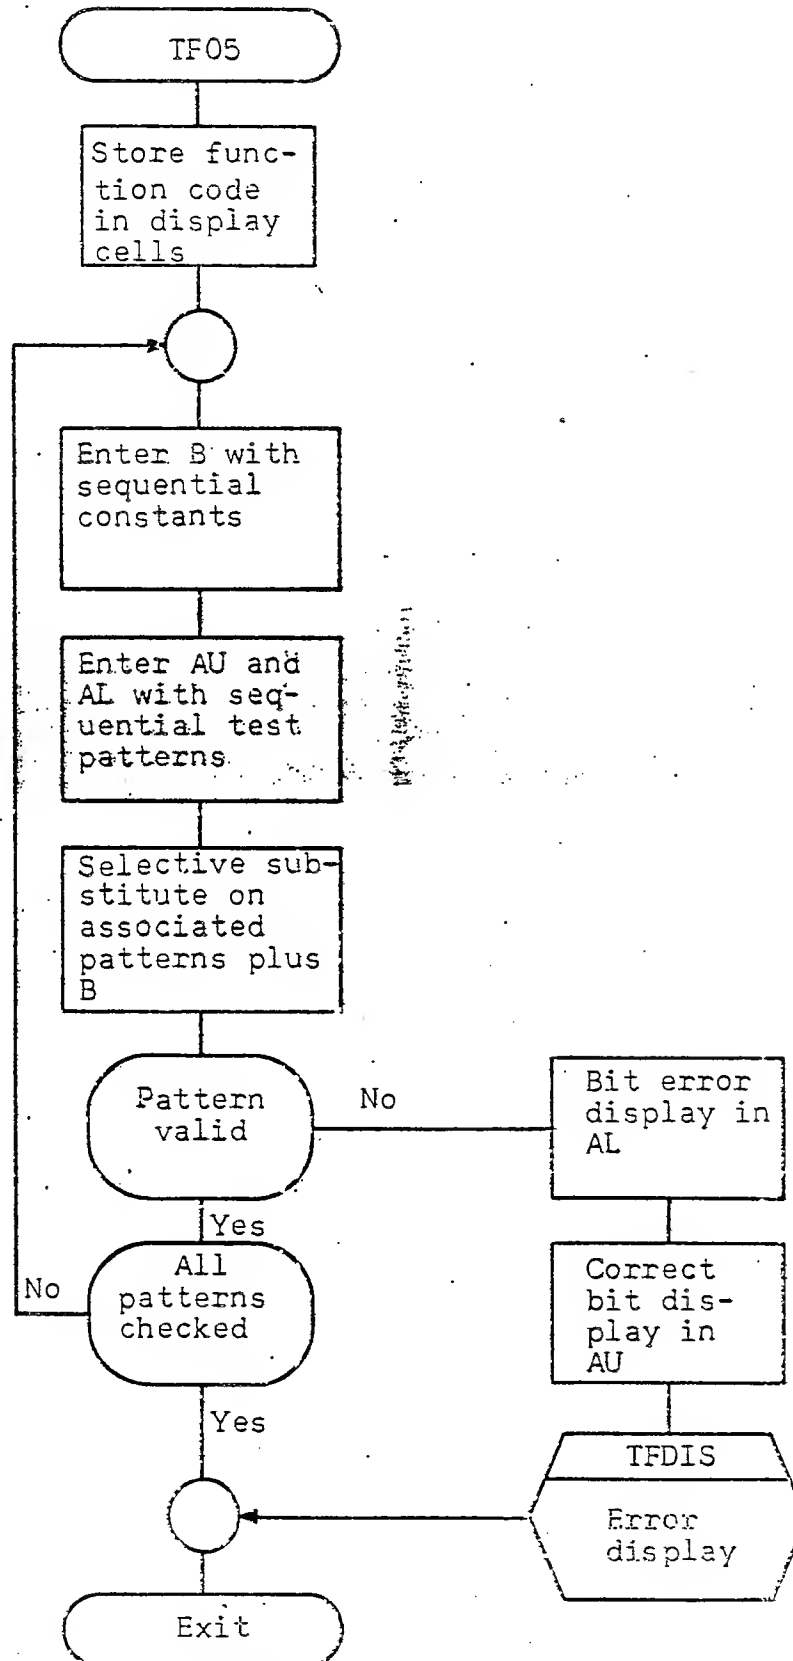 TF05
Store func-
tion code
in display
cells
Enter B with
sequential
constants
Enter AU and
AL with seq-
uential test
patterns
Selective sub-
stitute on
associated
patterns plus
B
Pattern
valid
No
Bit error
display in
AL
Yes
All
patterns
checked
No
Correct
bit dis-
play in
AU
Yes
TFDIS
Error
display
Exit